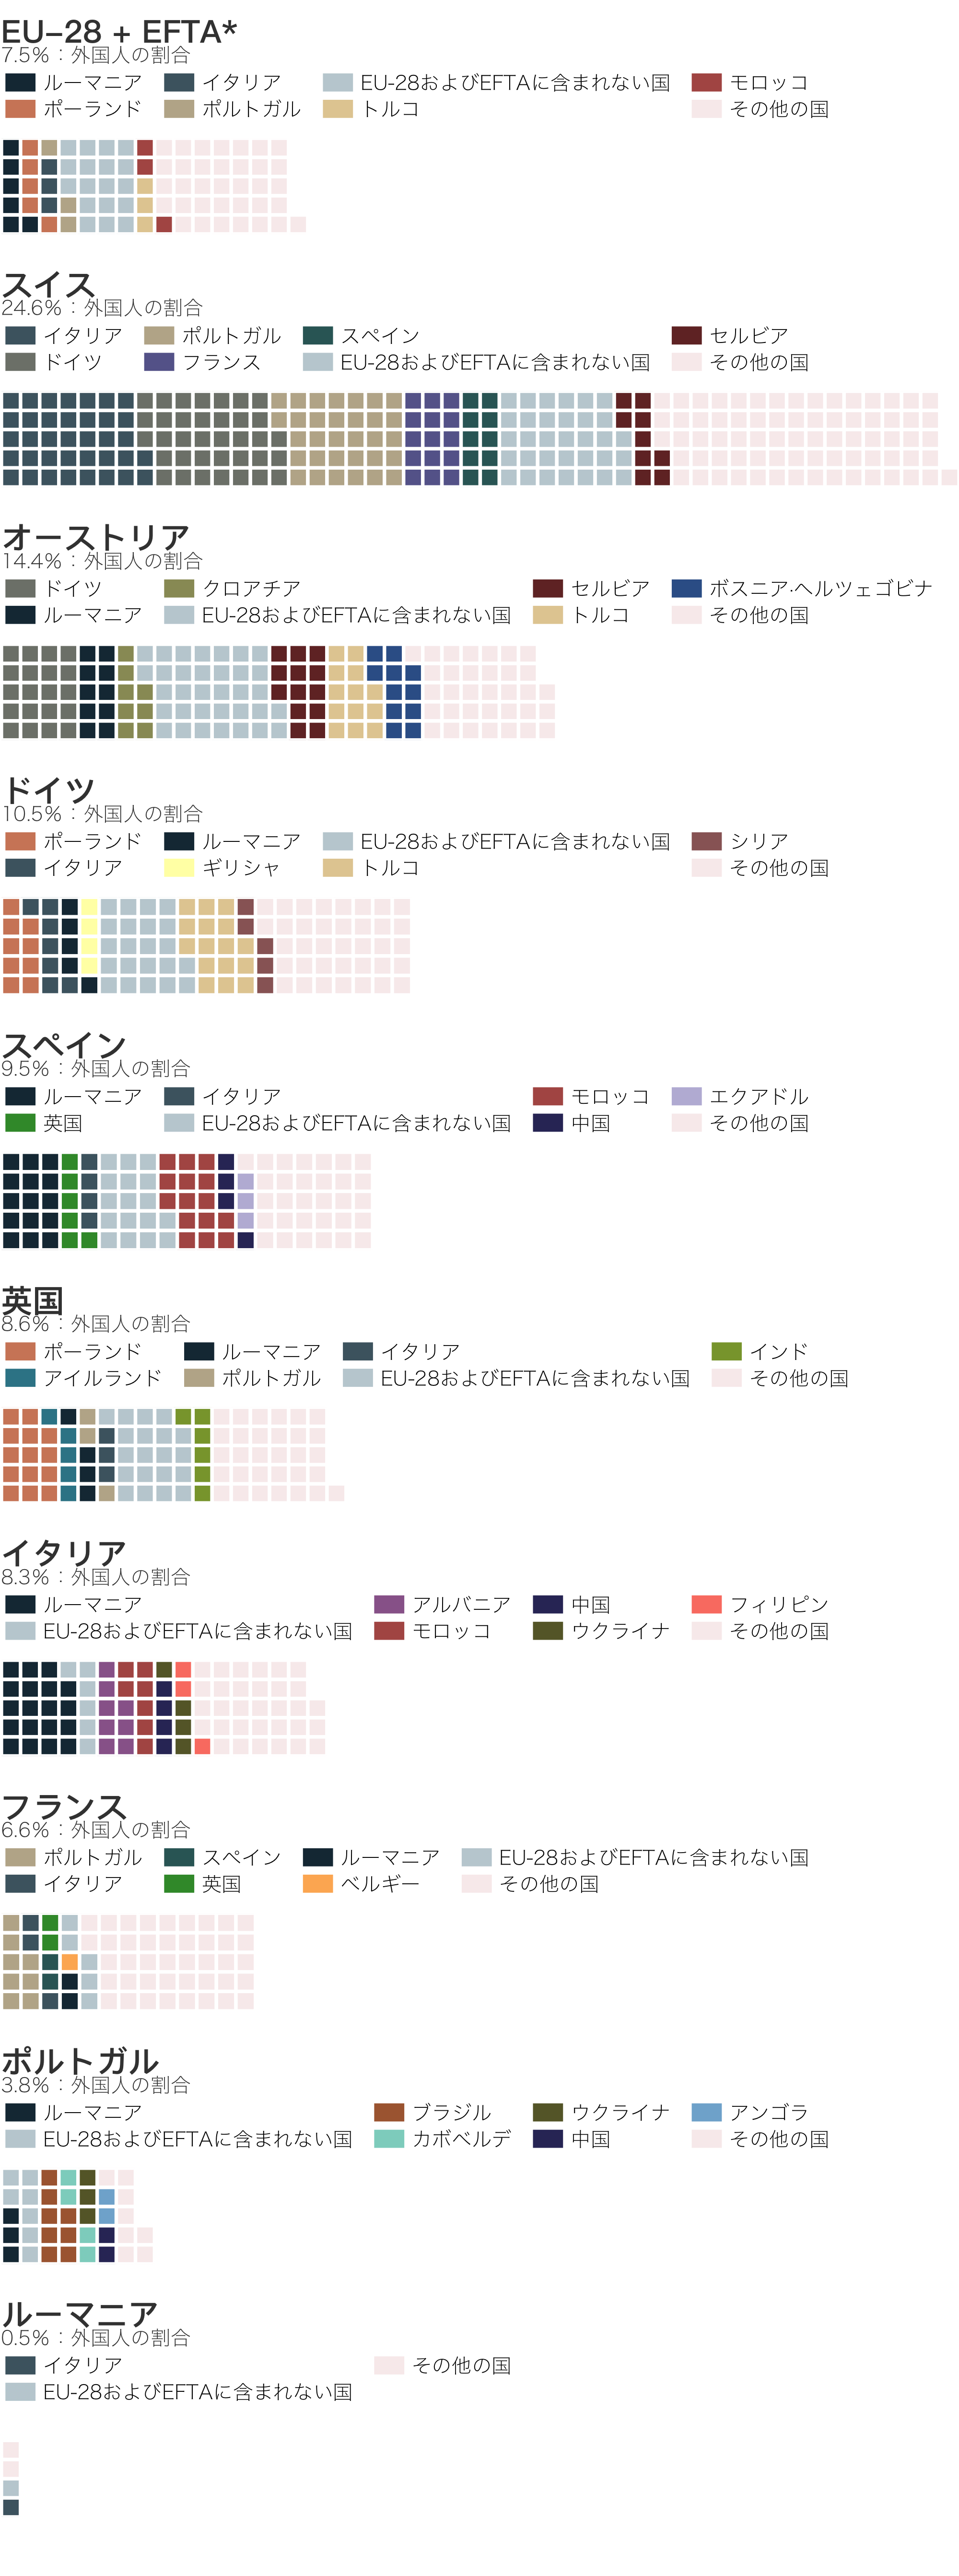 EU–28 + EFTA*
7.5%：外国人の割合
ルーマニア イタリア EU-28およびEFTAに含まれない国 モロッコ
ポーランド ポルトガル トルコ その他の国
スイス
24.6%：外国人の割合
イタリア ポルトガル スペイン セルビア
ドイツ フランス EU-28およびEFTAに含まれない国 その他の国
オーストリア
14.4%：外国人の割合
ドイツ クロアチア セルビア ボスニア·ヘルツェゴビナ
ルーマニア EU-28およびEFTAに含まれない国 トルコ その他の国
ドイツ
10.5%：外国人の割合
ポーランド ルーマニア EU-28およびEFTAに含まれない国 シリア
イタリア ギリシャ トルコ その他の国
スペイン
9.5%：外国人の割合
ルーマニア イタリア モロッコ エクアドル
英国 EU-28およびEFTAに含まれない国 中国 その他の国
英国
8.6%：外国人の割合
ポーランド ルーマニア イタリア インド
アイルランド ポルトガル EU-28およびEFTAに含まれない国 その他の国
イタリア
8.3%：外国人の割合
ルーマニア アルバニア 中国 フィリピン
EU-28およびEFTAに含まれない国 モロッコ ウクライナ その他の国
フランス
6.6%：外国人の割合
ポルトガル スペイン ルーマニア EU-28およびEFTAに含まれない国
イタリア 英国 ベルギー その他の国
ポルトガル
3.8%：外国人の割合
ルーマニア ブラジル ウクライナ アンゴラ
EU-28およびEFTAに含まれない国 カボベルデ 中国 その他の国
ルーマニア
0.5%：外国人の割合
イタリア その他の国
EU-28およびEFTAに含まれない国